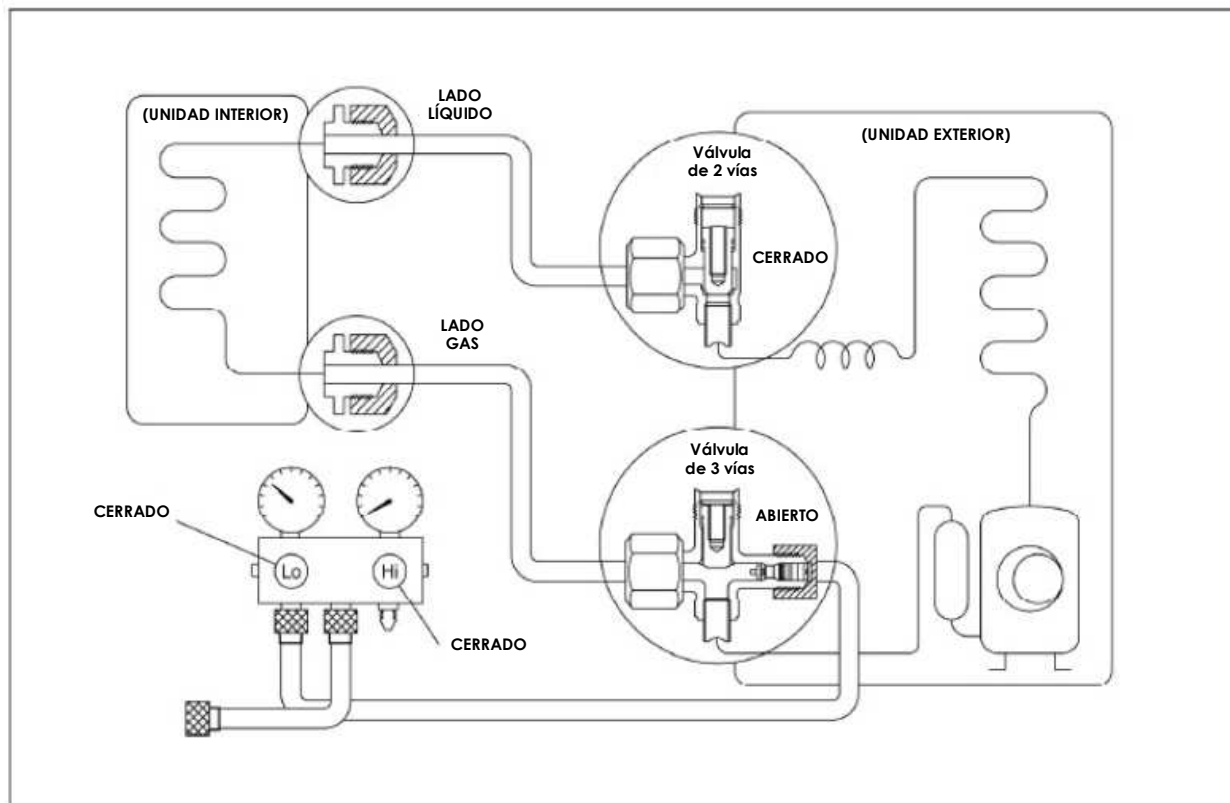 (UNIDAD INTERIOR)
LADO
LÍQUIDO
Válvula
de 2 vías
CERRADO
(UNIDAD EXTERIOR)
LADO
GAS
Válvula
de 3 vías
ABIERTO
CERRADO
Lo
Hi
CERRADO